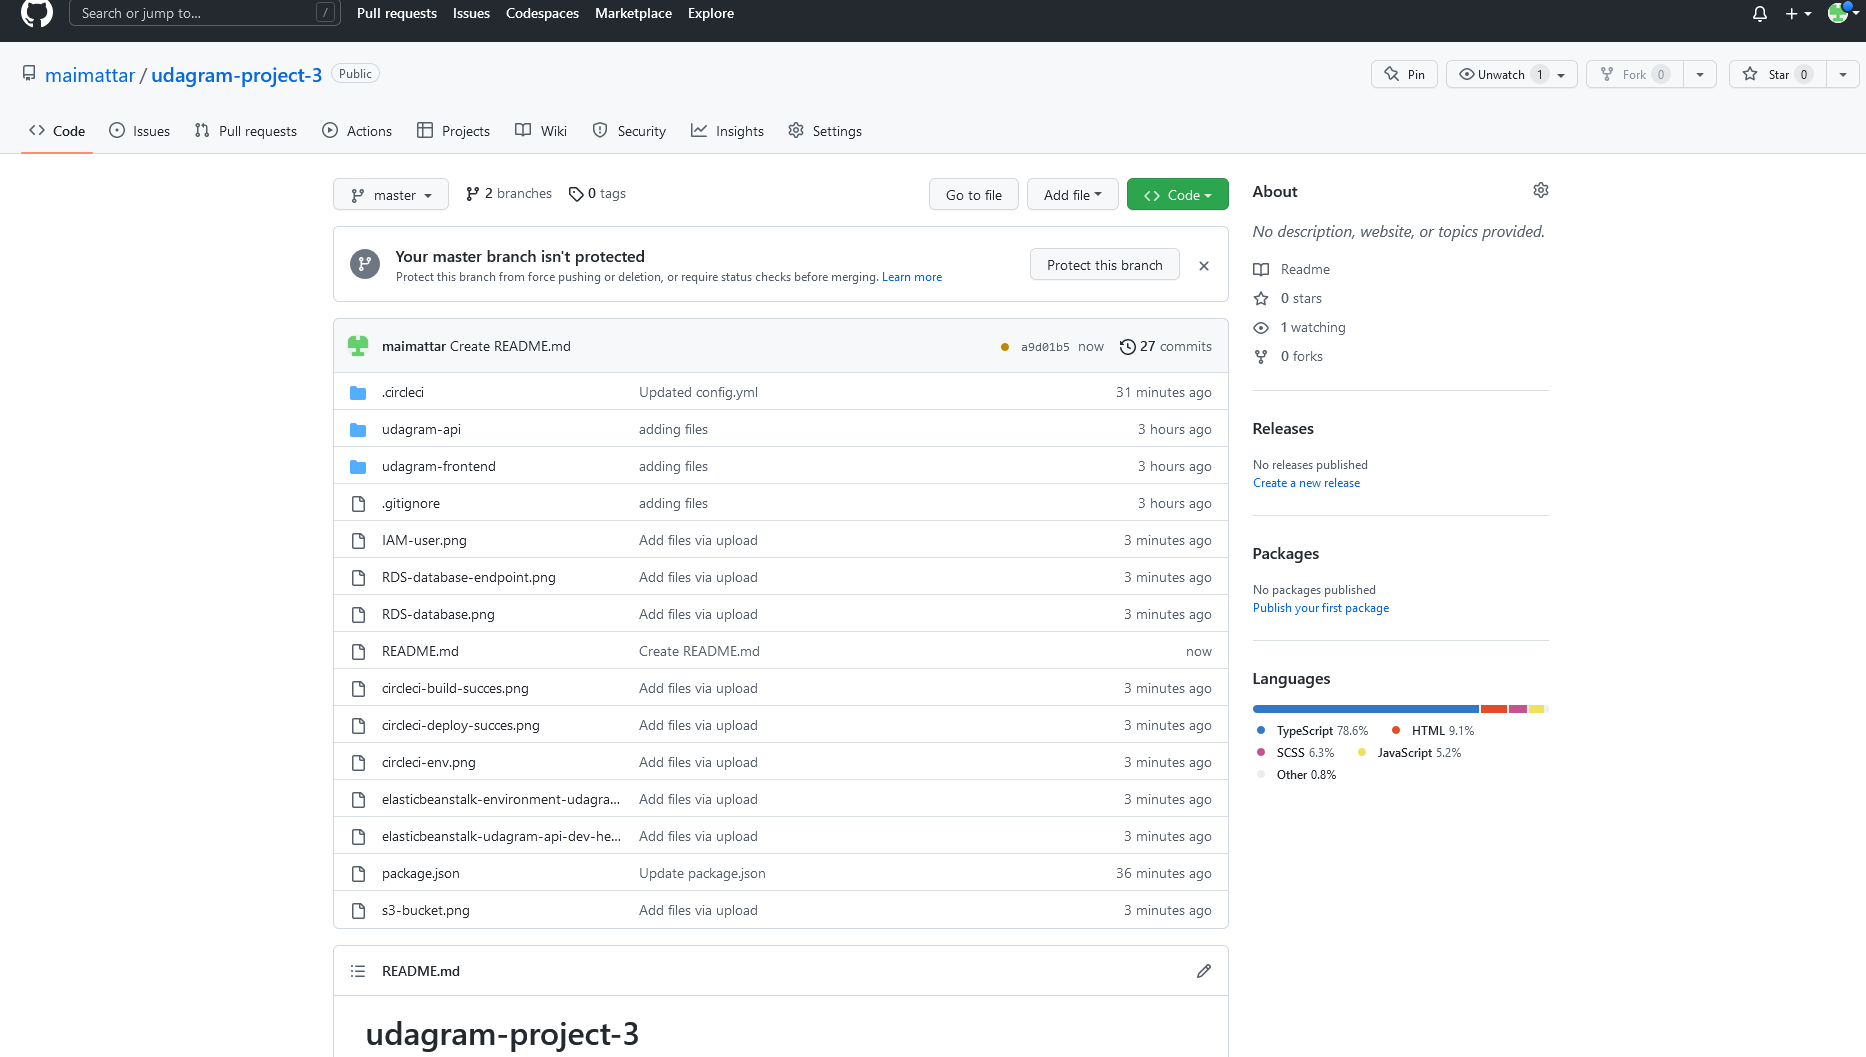 Search or jump to... /
Pull requests Issues Codespaces Marketplace Explore
maimattar / udagram-project-3 Public
Pin Unwatch 1 Fork 0 Star 0
Code Issues Pull requests Actions Projects Wiki Security Insights Settings
master 2 branches 0 tags Go to file Add file Code
Your master branch isn't protected
Protect this branch from force pushing or deletion, or require status checks before merging. Learn more
Protect this branch
maimattar Create README.md a9d01b5 now 27 commits
.circleci Updated config.yml 31 minutes ago
udagram-api adding files 3 hours ago
udagram-frontend adding files 3 hours ago
.gitignore adding files 3 hours ago
IAM-user.png Add files via upload 3 minutes ago
RDS-database-endpoint.png Add files via upload 3 minutes ago
RDS-database.png Add files via upload 3 minutes ago
README.md Create README.md now
circleci-build-succes.png Add files via upload 3 minutes ago
circleci-deploy-succes.png Add files via upload 3 minutes ago
circleci-env.png Add files via upload 3 minutes ago
elasticbeanstalk-environment-udagra... Add files via upload 3 minutes ago
elasticbeanstalk-udagram-api-dev-he... Add files via upload 3 minutes ago
package.json Update package.json 36 minutes ago
s3-bucket.png Add files via upload 3 minutes ago
README.md
udagram-project-3
About
No description, website, or topics provided.
Readme
0 stars
1 watching
0 forks
Releases
No releases published
Create a new release
Packages
No packages published
Publish your first package
Languages
TypeScript 78.6% HTML 9.1%
SCSS 6.3% JavaScript 5.2%
Other 0.8%